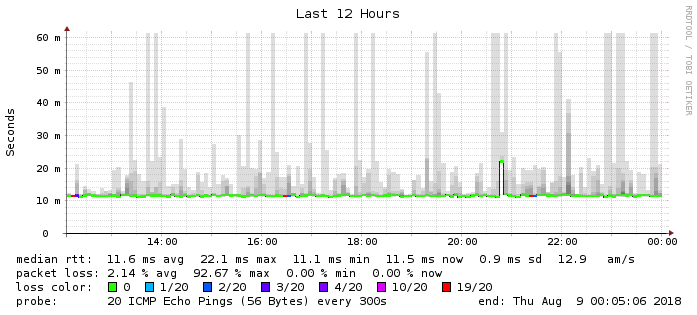 Last 12 Hours
RRDTOOL / TOBI OETIKER
Seconds
60 m
50 m
40 m
30 m
20 m
10 m
0
14:00 16:00 18:00 20:00 22:00 00:00
median rtt: 11.6 ms avg 22.1 ms max 11.1 ms min 11.5 ms now 0.9 ms sd 12.9 am/s
packet loss: 2.14 % avg 92.67 % max 0.00 % min 0.00 % now
loss color: 0 1/20 2/20 3/20 4/20 10/20 19/20
probe: 20 ICMP Echo Pings (56 Bytes) every 300s end: Thu Aug 9 00:05:06 2018